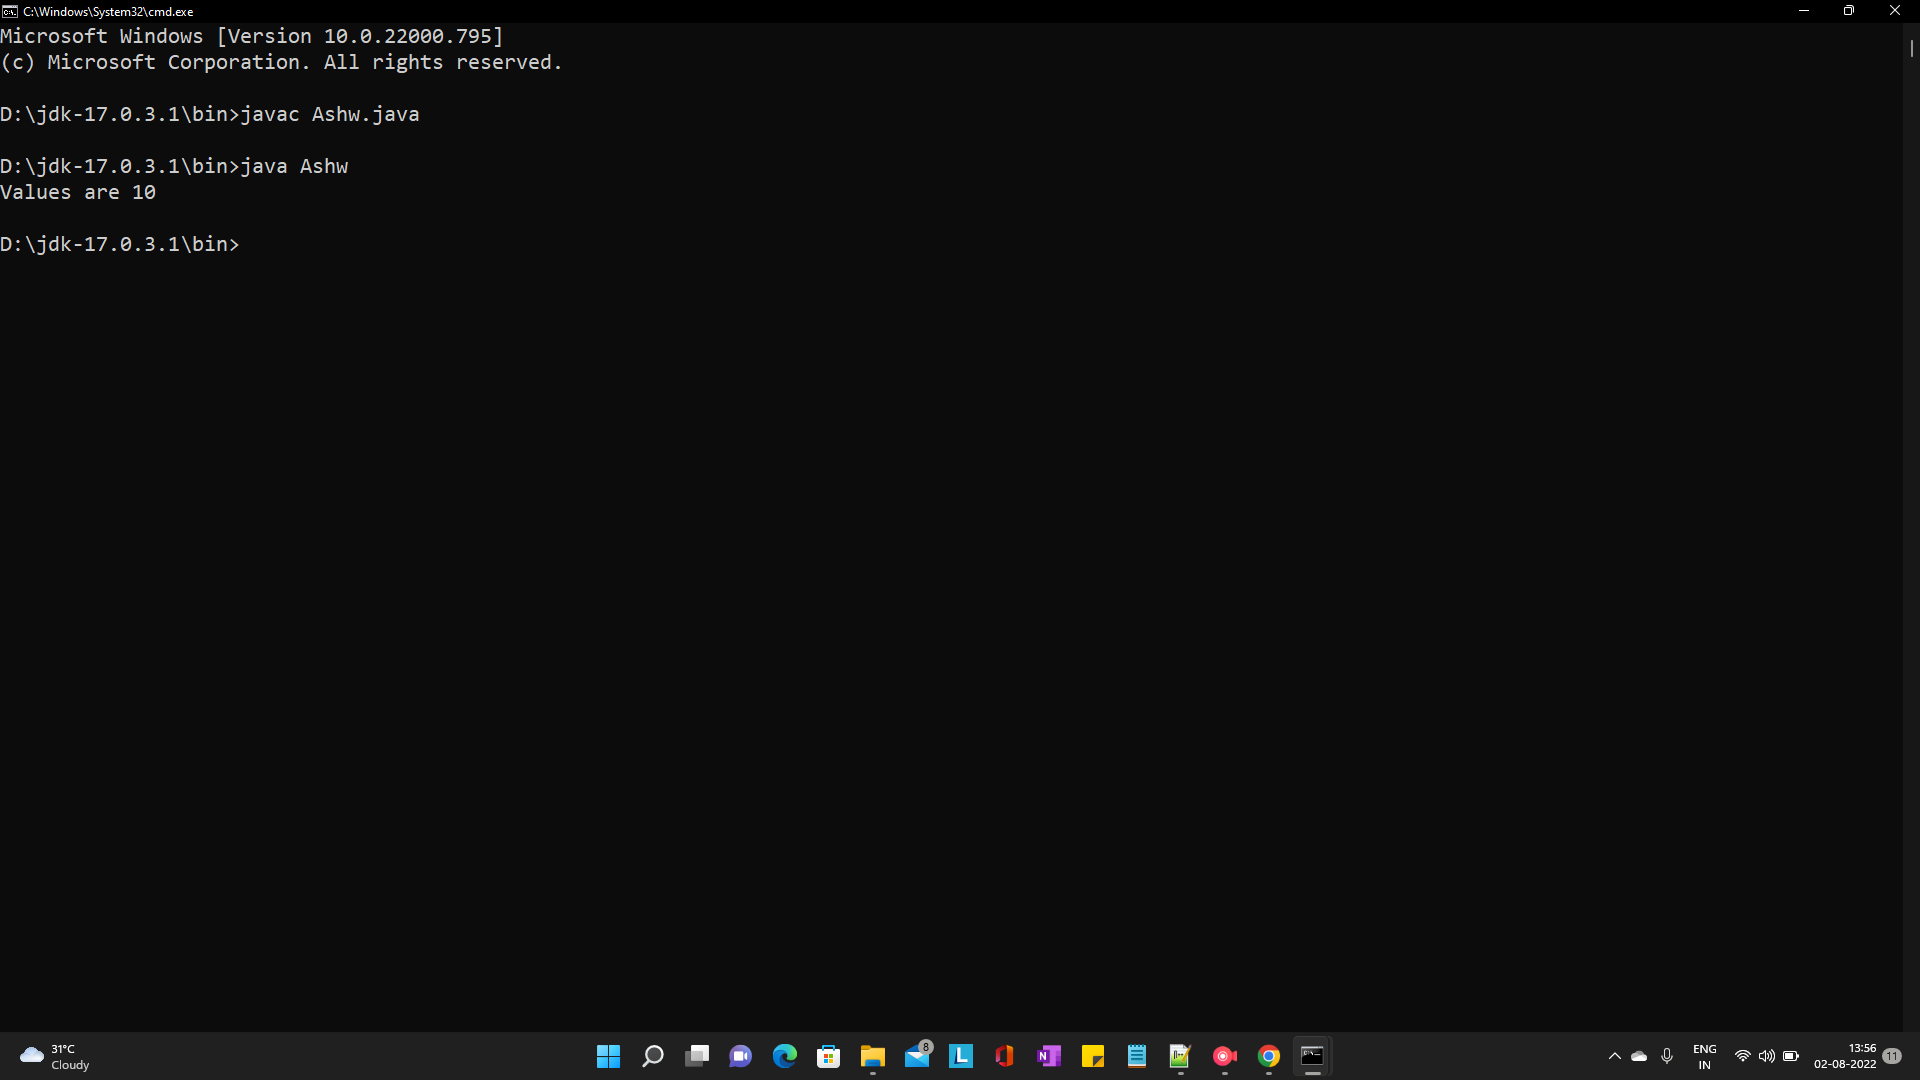 C:\Windows\System32\cmd.exe
Microsoft Windows [Version 10.0.22000.795]
(c) Microsoft Corporation. All rights reserved.
D:\jdk-17.0.3.1\bin>javac Ashw.java
D:\jdk-17.0.3.1\bin>java Ashw
Values are 10
D:\jdk-17.0.3.1\bin>
31°C
Cloudy
8
L
N
ENG
IN
13:56
02-08-2022
11